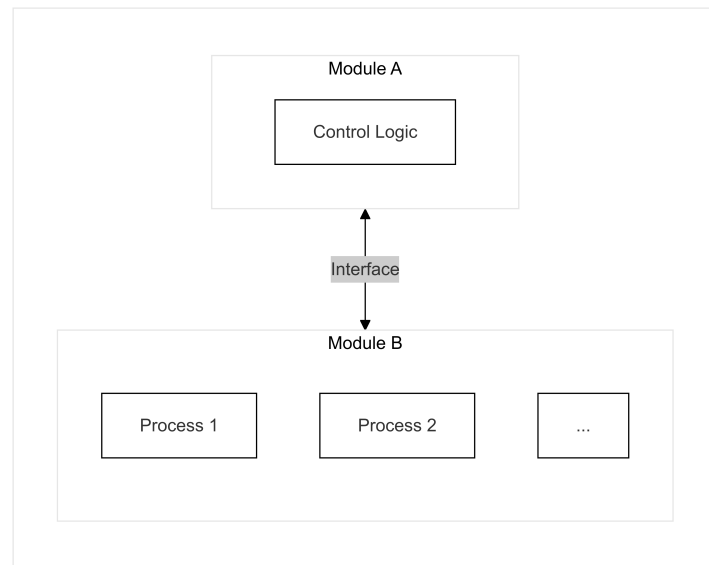 Module A
Control Logic
Interface
Module B
Process 1
Process 2
...